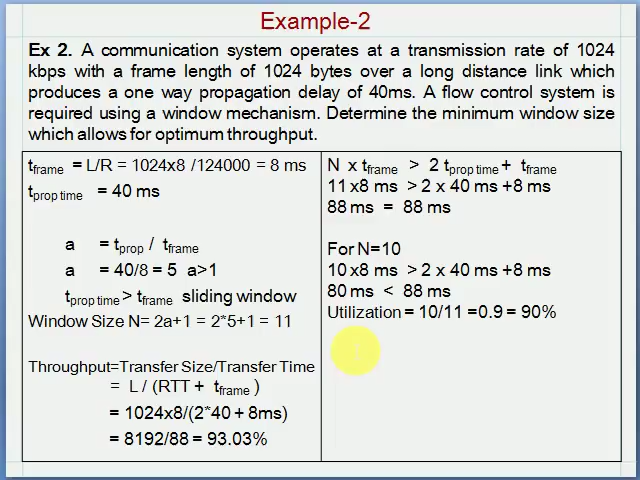 Example-2
Ex 2. A communication system operates at a transmission rate of 1024
kbps with a frame length of 1024 bytes over a long distance link which
produces a one way propagation delay of 40ms. A flow control system is
required using a window mechanism. Determine the minimum window size
which allows for optimum throughput.
tframe = L/R = 1024x8 /124000 = 8 ms
tprop time = 40 ms
a = tprop / tframe
a = 40/8 = 5 a>1
tprop time > tframe sliding window
Window Size N= 2a+1 = 2*5+1 = 11
Throughput=Transfer Size/Transfer Time
= L / (RTT + tframe )
= 1024x8/(2*40 + 8ms)
= 8192/88 = 93.03%
N x tframe > 2 tprop time + tframe
11 x8 ms > 2 x 40 ms +8 ms
88 ms = 88 ms
For N=10
10 x8 ms > 2 x 40 ms +8 ms
80 ms < 88 ms
Utilization = 10/11 =0.9 = 90%